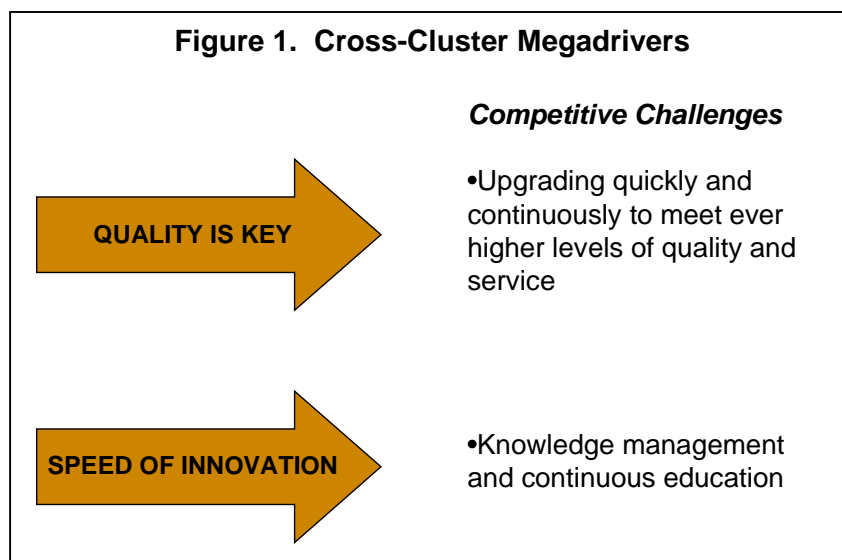 Figure 1. Cross-Cluster Megadrivers
Competitive Challenges
QUALITY IS KEY
•Upgrading quickly and
continuously to meet ever
higher levels of quality and
service
SPEED OF INNOVATION
•Knowledge management
and continuous education